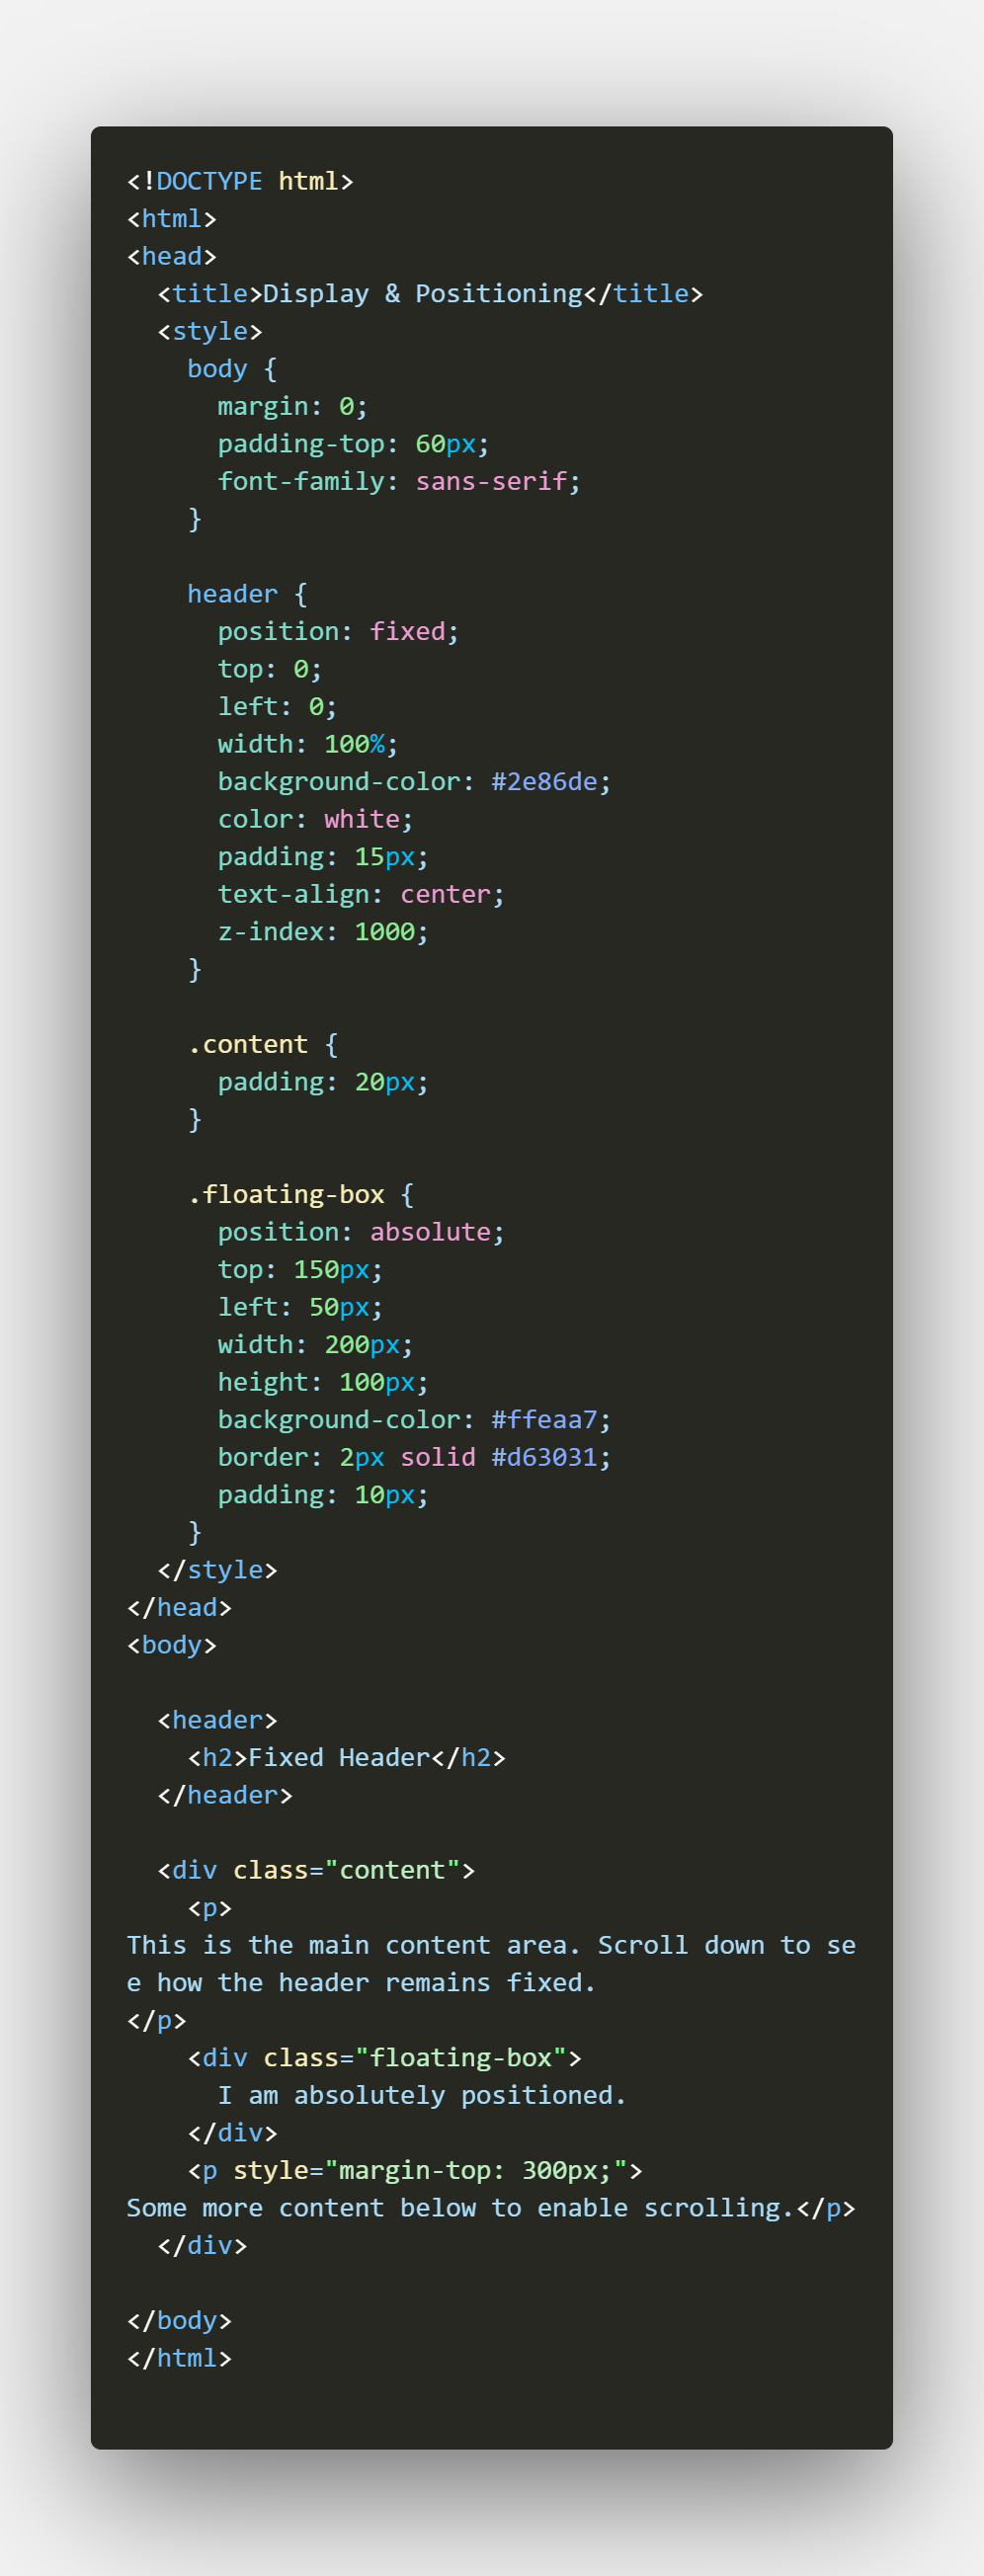 <!DOCTYPE html>
<html>
<head>
  <title>Display & Positioning</title>
  <style>
    body {
      margin: 0;
      padding-top: 60px;
      font-family: sans-serif;
    }

    header {
      position: fixed;
      top: 0;
      left: 0;
      width: 100%;
      background-color: #2e86de;
      color: white;
      padding: 15px;
      text-align: center;
      z-index: 1000;
    }

    .content {
      padding: 20px;
    }

    .floating-box {
      position: absolute;
      top: 150px;
      left: 50px;
      width: 200px;
      height: 100px;
      background-color: #ffeaa7;
      border: 2px solid #d63031;
      padding: 10px;
    }
  </style>
</head>
<body>

  <header>
    <h2>Fixed Header</h2>
  </header>

  <div class="content">
    <p>
This is the main content area. Scroll down to se
e how the header remains fixed.
</p>
    <div class="floating-box">
      I am absolutely positioned.
    </div>
    <p style="margin-top: 300px;">
Some more content below to enable scrolling.</p>
  </div>

</body>
</html>